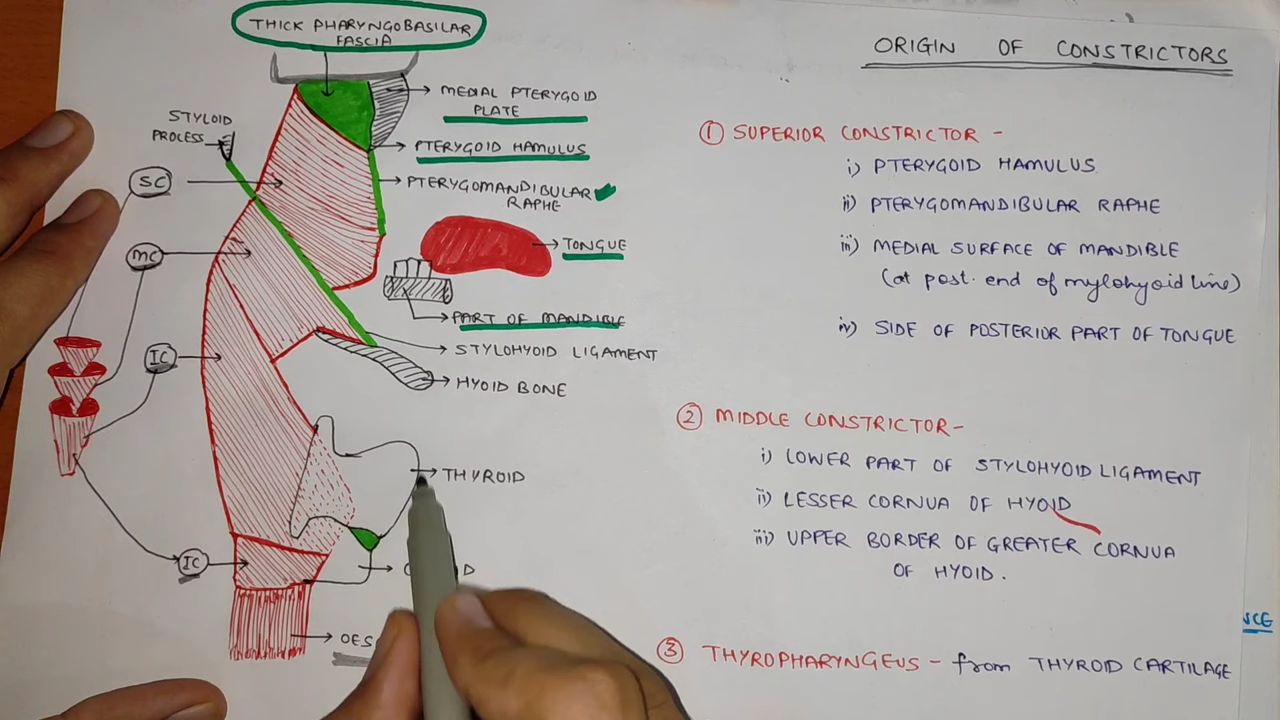 THICK PHARYNGOBASILAR
FASCIA
MEDIAL PTERYGOID
PLATE
STYLOID
PROCESS
PTERYGOID HAMULUS
SC
PTERYGOMANDIBULAR
RAPHE
MC
TONGUE
PART OF MANDIBLE
IC
STYLOHYOID LIGAMENT
HYOID BONE
THYROID
IC
OES
ORIGIN OF CONSTRICTORS
① SUPERIOR CONSTRICTOR -
i) PTERYGOID HAMULUS
ii) PTERYGOMANDIBULAR RAPHE
iii) MEDIAL SURFACE OF MANDIBLE
(at post. end of mylohyoid line)
iv) SIDE OF POSTERIOR PART OF TONGUE
② MIDDLE CONSTRICTOR-
i) LOWER PART OF STYLOHYOID LIGAMENT
ii) LESSER CORNUA OF HYOID
iii) UPPER BORDER OF GREATER CORNUA
OF HYOID.
③ THYROPHARYNGEUS - from THYROID CARTILAGE